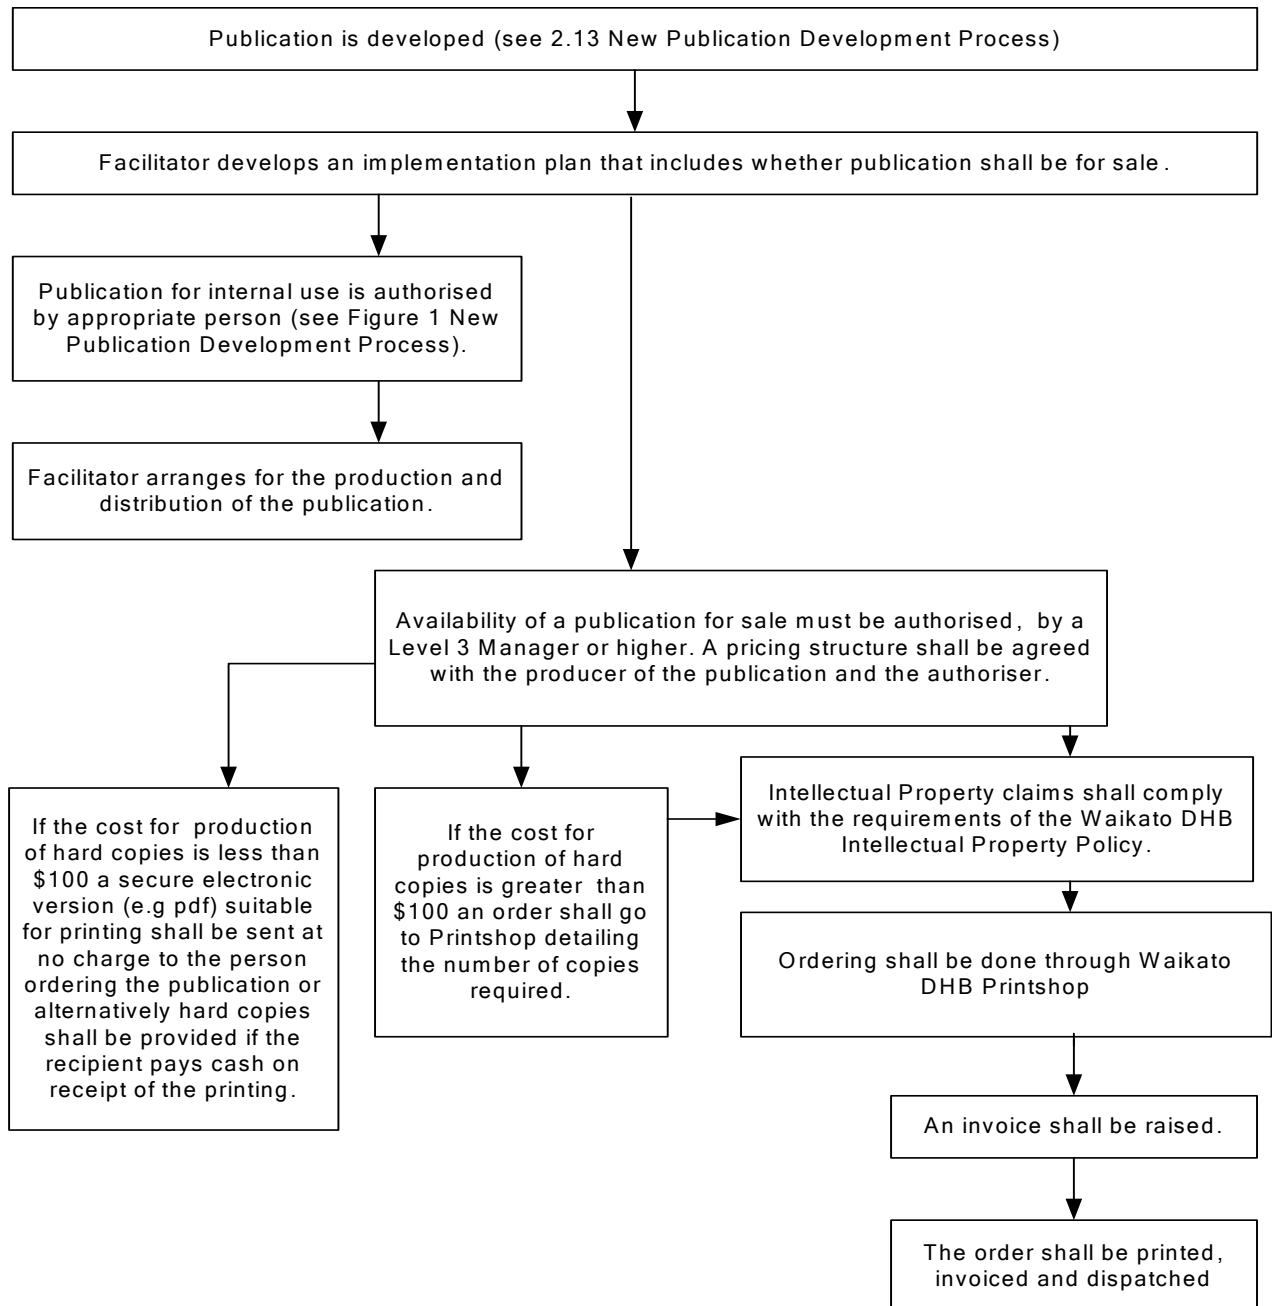 Publication is developed (see 2.13 New Publication Development Process)
Facilitator develops an implementation plan that includes whether publication shall be for sale.
Publication for internal use is authorised
by appropriate person (see Figure 1 New
Publication Development Process).
Facilitator arranges for the production and
distribution of the publication.
Availability of a publication for sale must be authorised, by a
Level 3 Manager or higher. A pricing structure shall be agreed
with the producer of the publication and the authoriser.
If the cost for production
of hard copies is less than
$100 a secure electronic
version (e.g pdf) suitable
for printing shall be sent at
no charge to the person
ordering the publication or
alternatively hard copies
shall be provided if the
recipient pays cash on
receipt of the printing.
If the cost for
production of hard
copies is greater than
$100 an order shall go
to Printshop detailing
the number of copies
required.
Intellectual Property claims shall comply
with the requirements of the Waikato DHB
Intellectual Property Policy.
Ordering shall be done through Waikato
DHB Printshop
An invoice shall be raised.
The order shall be printed,
invoiced and dispatched